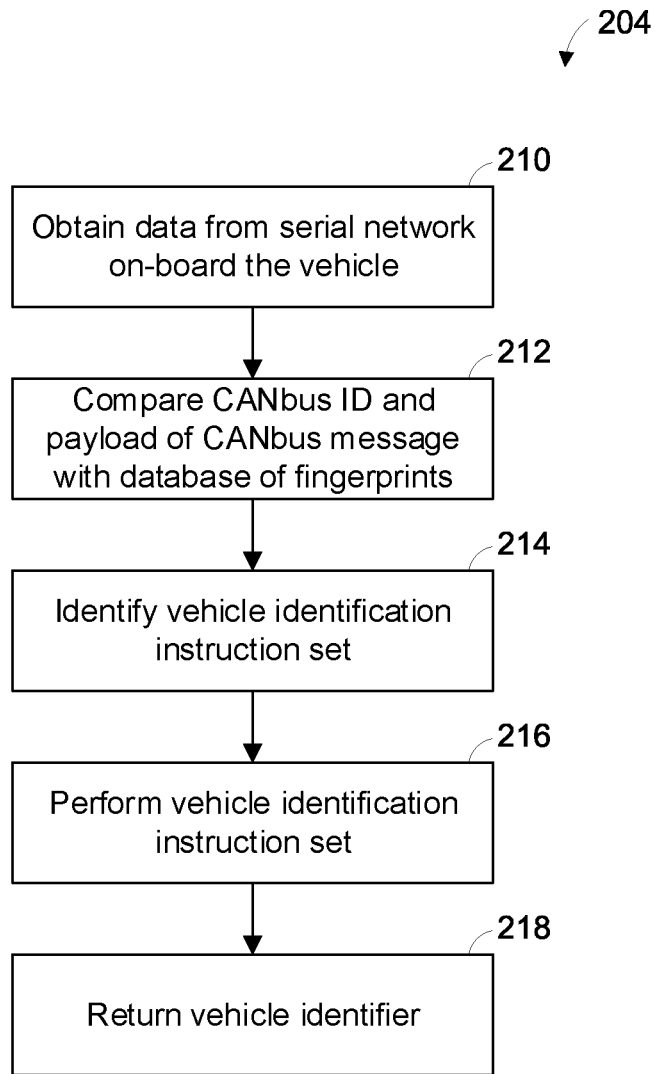 204
210
Obtain data from serial network
on-board the vehicle
212
Compare CANbus ID and
payload of CANbus message
with database of fingerprints
214
Identify vehicle identification
instruction set
216
Perform vehicle identification
instruction set
218
Return vehicle identifier